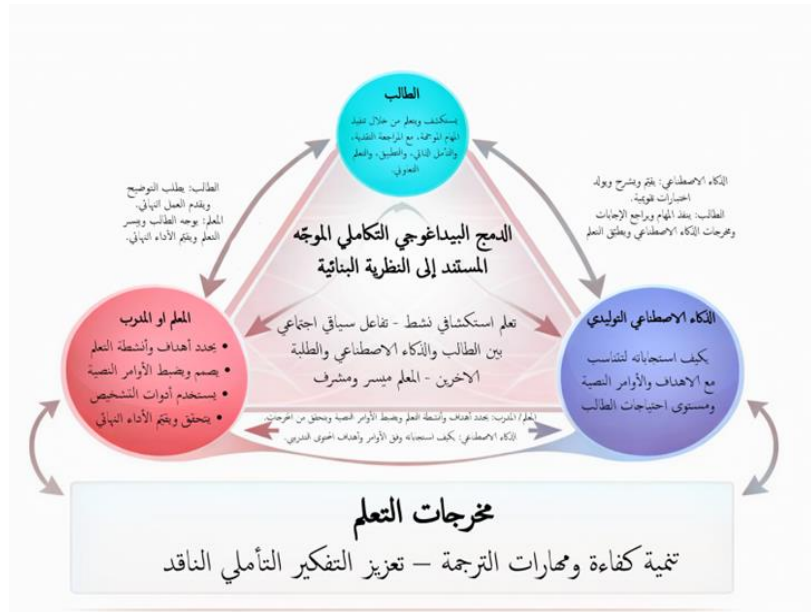 الطالب
يستكشف ويتعلم من خلال تنفيذ
المهام الموجهة، مع المراجعة النقدية،
والتأمل الذاتي، والتطبيق، والتعلم
التعاوني.
الذكاء الاصطناعي: يقيّم ويشرح ويولد
اختبارات تقويمية.
الطالب: ينفذ المهام ويراجع الإجابات
ومخرجات الذكاء الاصطناعي ويطبّق التعلم
الطالب: يطلب التوضيح
ويقدم العمل النهائي.
المعلم: يوجه الطالب وييسر
التعلم ويقيّم الأداء النهائي.
الدمج البيداغوجي التكاملي الموجّه
المستند إلى النظرية البنائية
تعلم استكشافي نشط - تفاعل سياقي اجتماعي
بين الطالب والذكاء الاصطناعي والطلبة
الاخرين - المعلم ميسر ومشرف
الذكاء الاصطناعي التوليدي
يكيف استجاباته لتتناسب
مع الاهداف والأوامر النصية
ومستوى احتياجات الطالب
المعلم او المدرب
• يحدد أهداف وأنشطة التعلم
• يصمم ويضبط الأوامر النصية
• يستخدم أدوات التشخيص
• يتحقق ويقيّم الأداء النهائي
المعلم/ المدرب: يحدد أهداف وأنشطة التعلم ويضبط الأوامر النصية ويتحقق من المخرجات.
الذكاء الاصطناعي: يكيف استجاباته وفق الأوامر وأهداف المحتوى التدريبي.
مخرجات التعلم
تنمية كفاءة ومهارات الترجمة – تعزيز التفكير التأملي الناقد